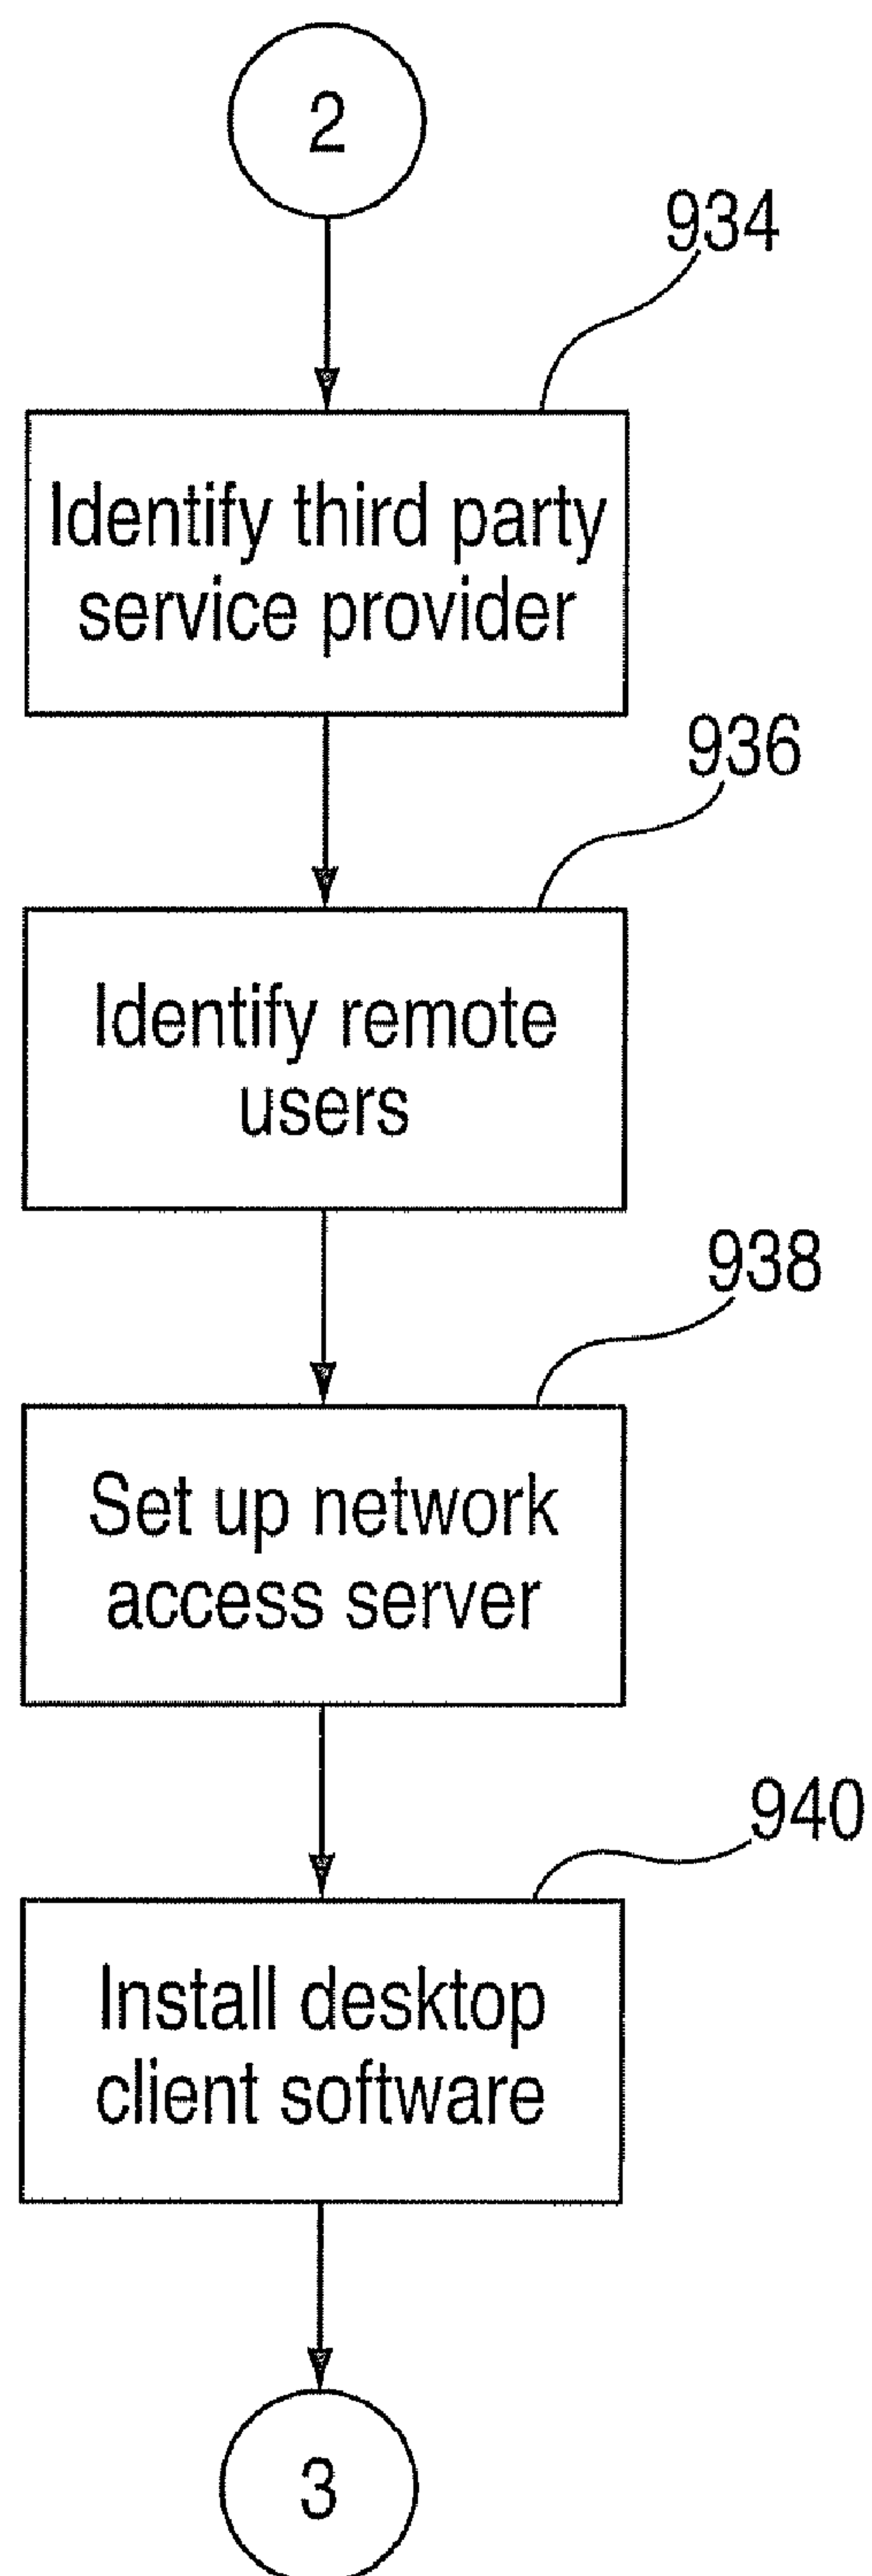 2
934
Identify third party
service provider
936
Identify remote
users
938
Set up network
access server
940
Install desktop
client software
3